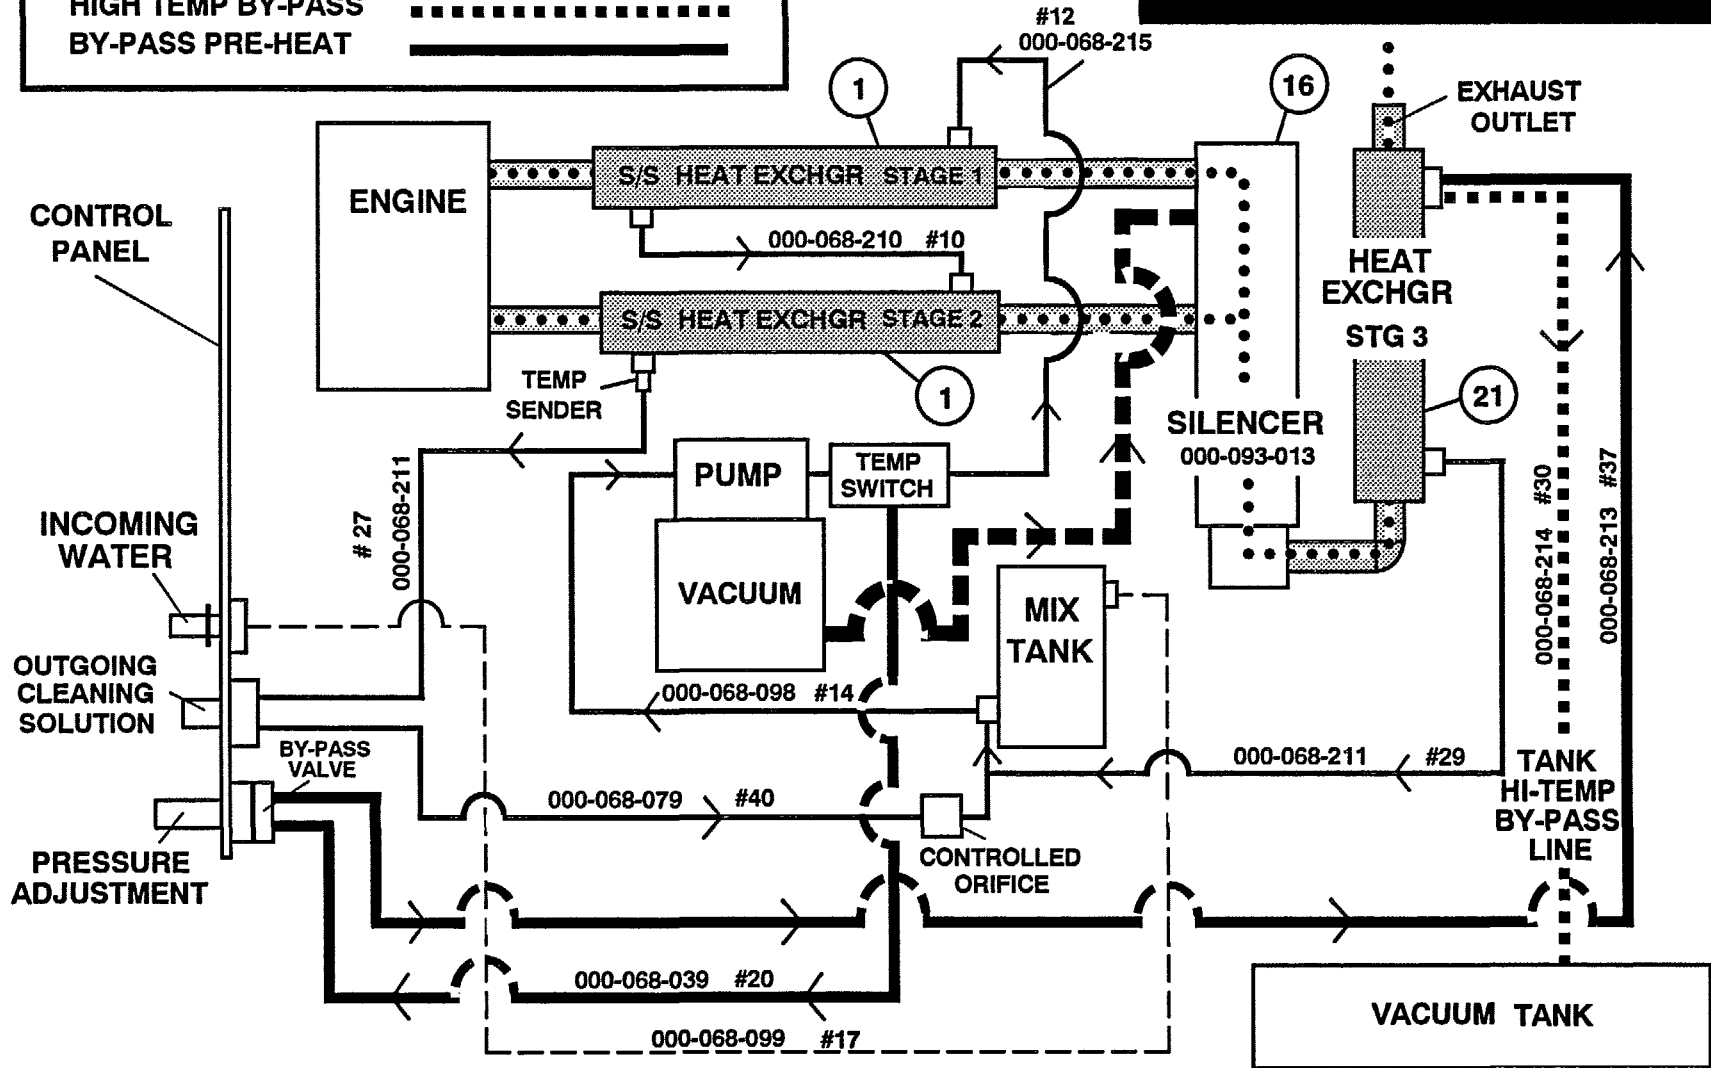 HIGH TEMP BY-PASS
BY-PASS PRE-HEAT
#12
000-068-215
1
16
EXHAUST
OUTLET
ENGINE
S/S HEAT EXCHGR STAGE 1
CONTROL
PANEL
000-068-210 #10
HEAT
EXCHGR
STG 3
S/S HEAT EXCHGR STAGE 2
TEMP
SENDER
1
21
SILENCER
000-093-013
PUMP
TEMP
SWITCH
# 27
000-068-211
#30
000-068-214
#37
000-068-213
INCOMING
WATER
VACUUM
MIX
TANK
OUTGOING
CLEANING
SOLUTION
000-068-098 #14
BY-PASS
VALVE
000-068-211 #29
TANK
HI-TEMP
BY-PASS
LINE
000-068-079 #40
CONTROLLED
ORIFICE
PRESSURE
ADJUSTMENT
000-068-039 #20
VACUUM TANK
000-068-099 #17